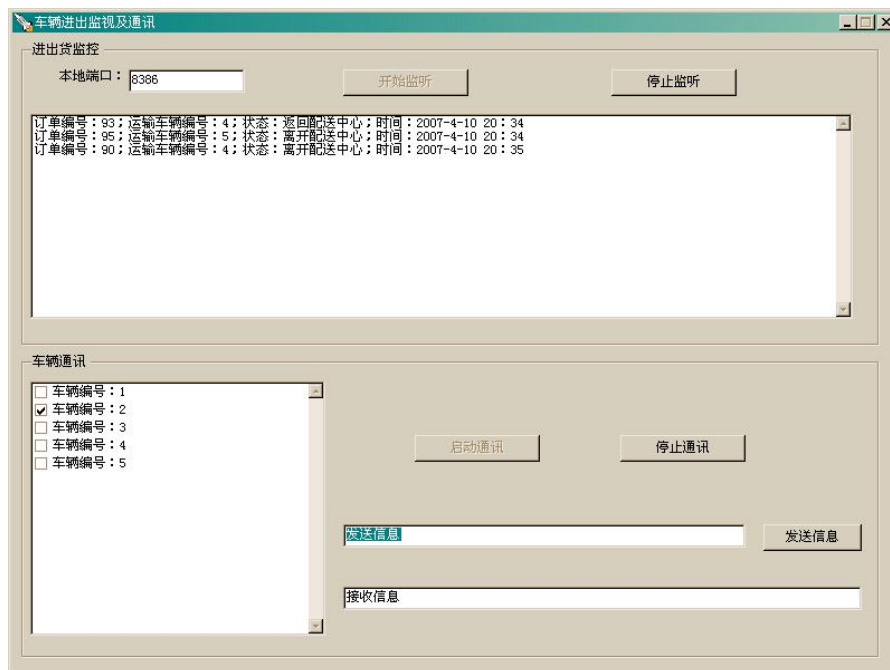 车辆进出监视及通讯
进出货监控
本地端口：8386
开始监听
停止监听
订单编号：93；运输车辆编号：4；状态：返回配送中心；时间：2007-4-10 20：34
订单编号：95；运输车辆编号：5；状态：离开配送中心；时间：2007-4-10 20：34
订单编号：90；运输车辆编号：4；状态：离开配送中心；时间：2007-4-10 20：35
车辆通讯
车辆编号：1
车辆编号：2
车辆编号：3
车辆编号：4
车辆编号：5
启动通讯
停止通讯
发送信息
发送信息
接收信息